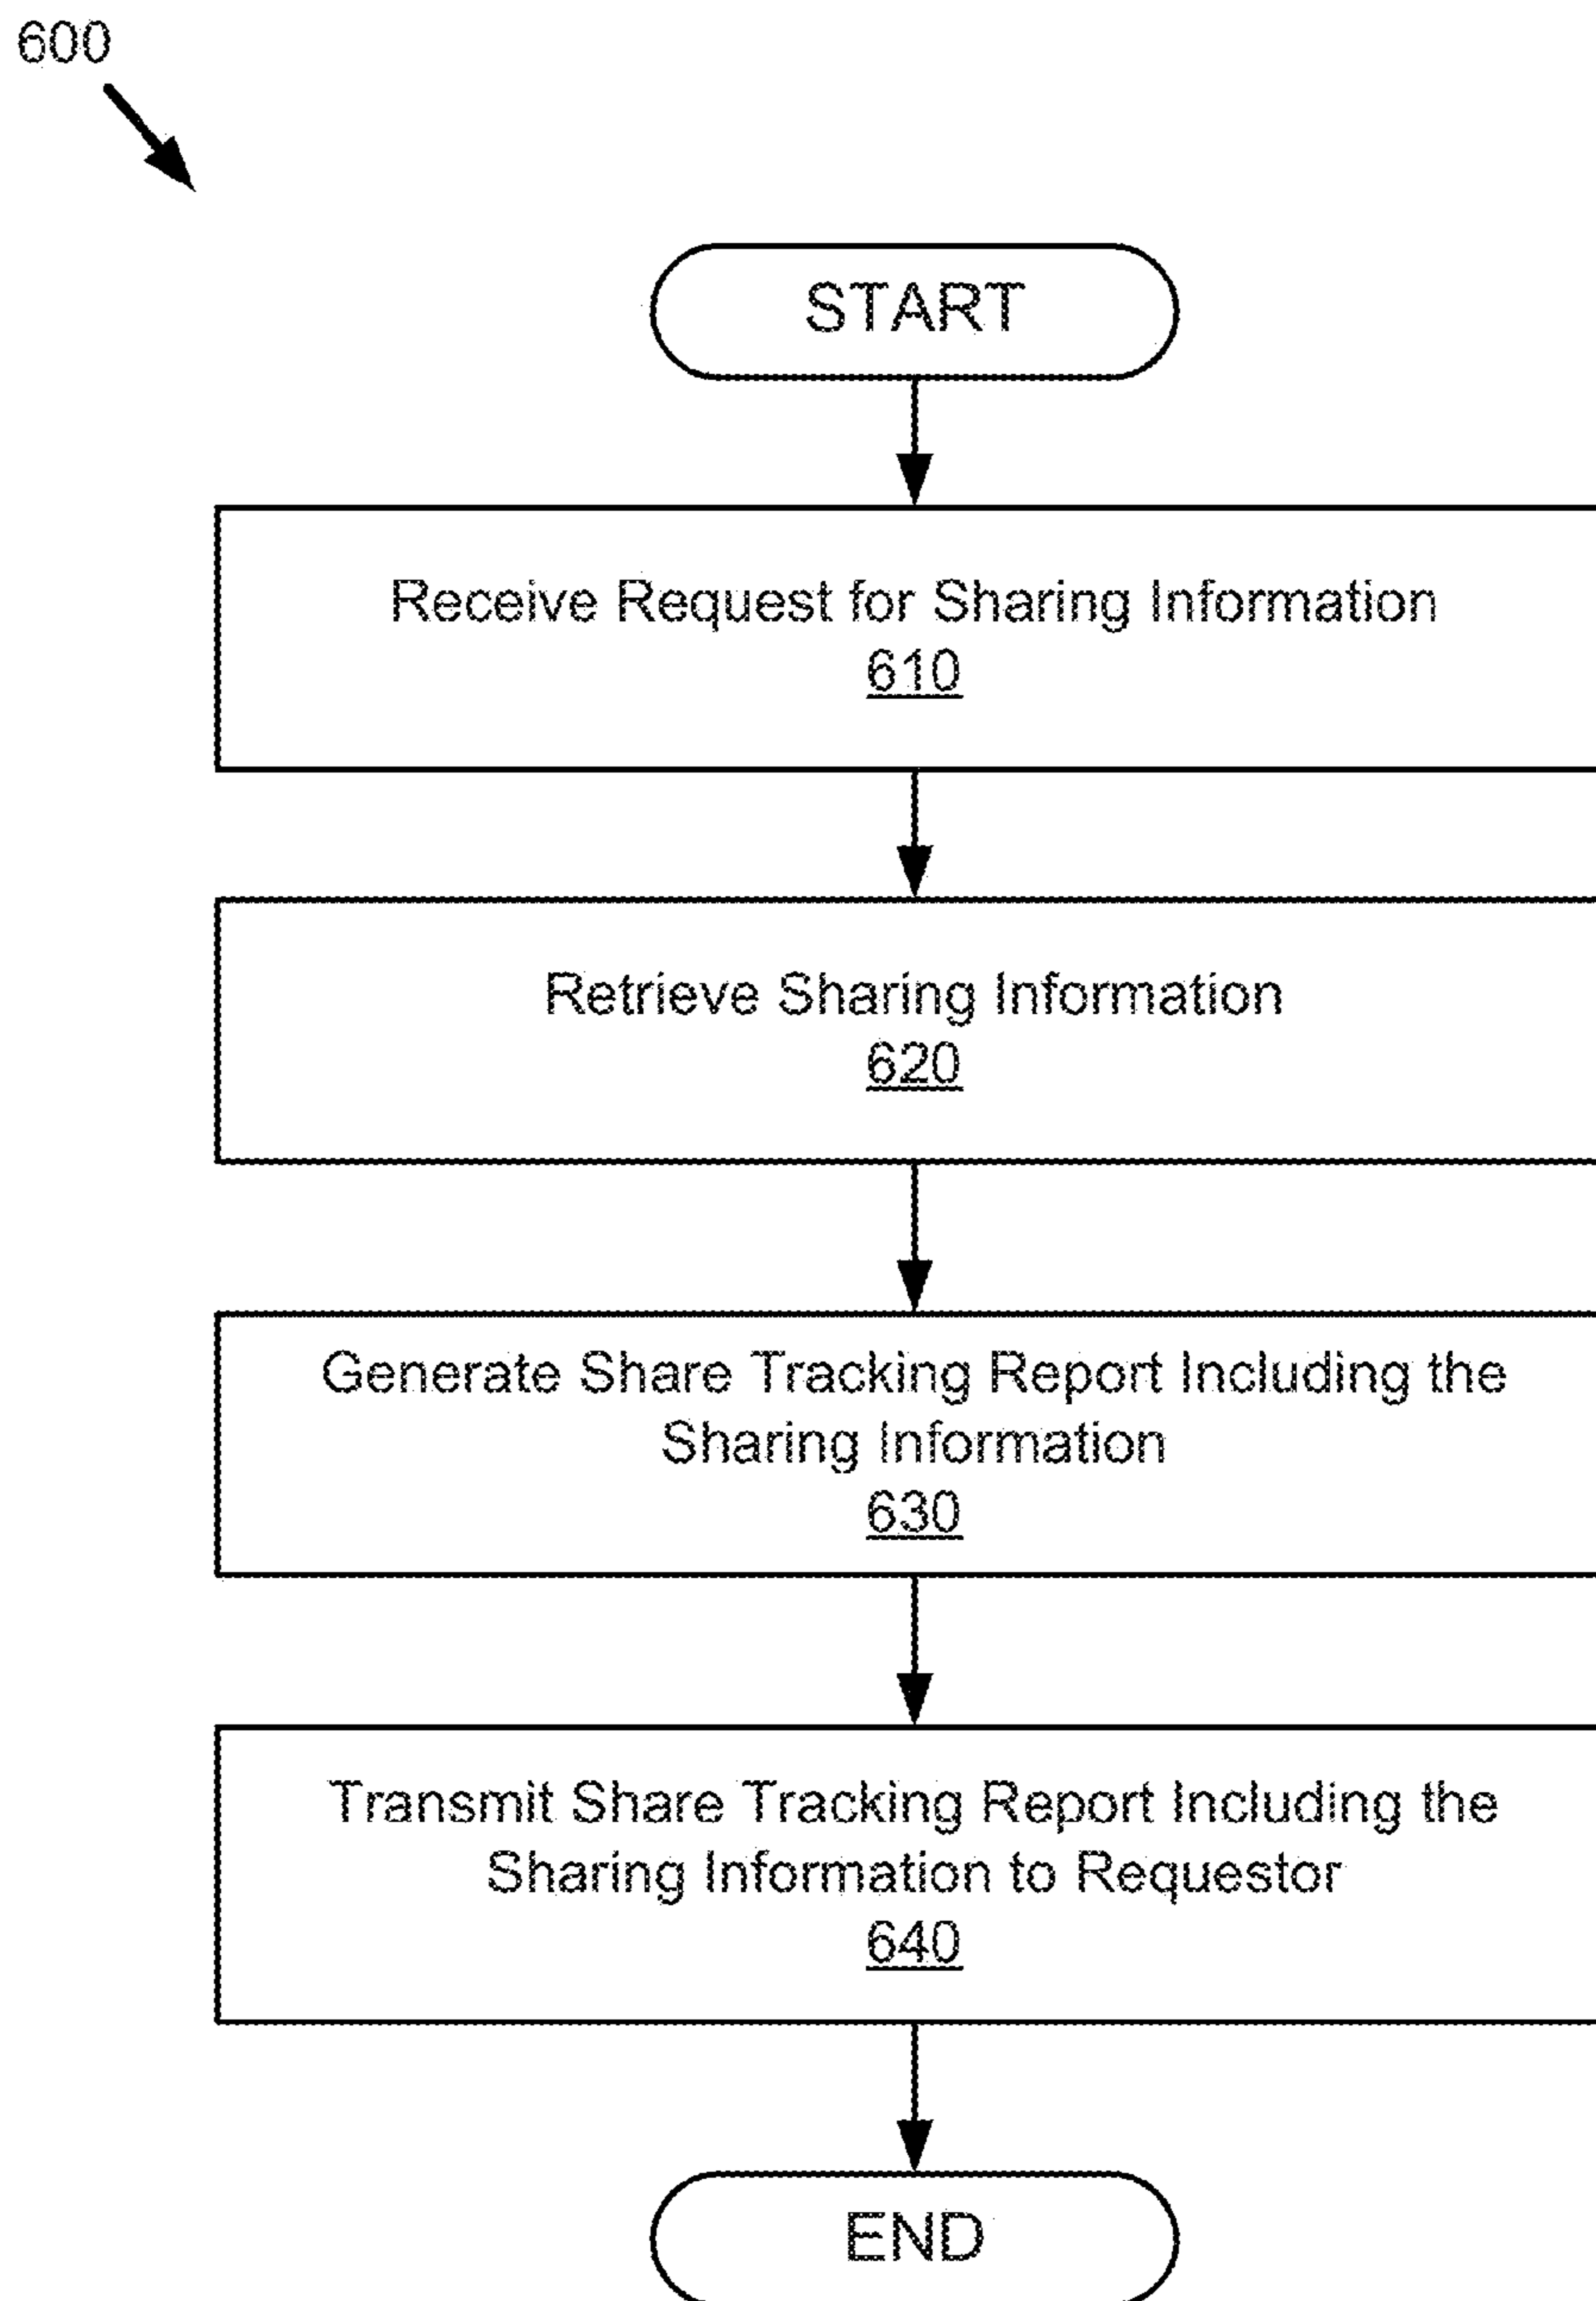 600
START
Receive Request for Sharing Information
610
Retrieve Sharing Information
620
Generate Share Tracking Report Including the
Sharing Information
630
Transmit Share Tracking Report Including the
Sharing Information to Requestor
640
END